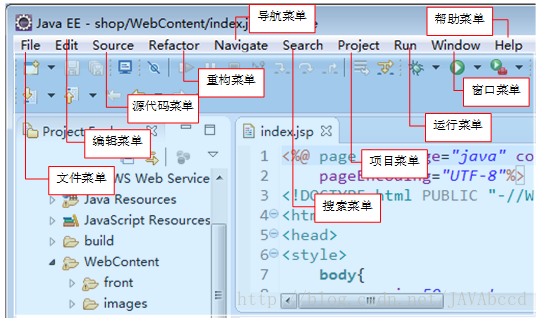 导航菜单
帮助菜单
Java EE - shop/WebContent/index.j
File Edit Source Refactor Navigate Search Project Run Window Help
重构菜单
窗口菜单
源代码菜单
运行菜单
编辑菜单
项目菜单
文件菜单
搜索菜单
Project
WS Web Service
Java Resources
JavaScript Resources
build
WebContent
front
images
index.jsp
1 <%@ page "java" co
2 "UTF-8"%>
3 <!DOCTYPE html PUBLIC "-//W
4 <htm
5 <head>
6 <style>
7 body{
8
http://blog.csdn.net/JAVAbccd